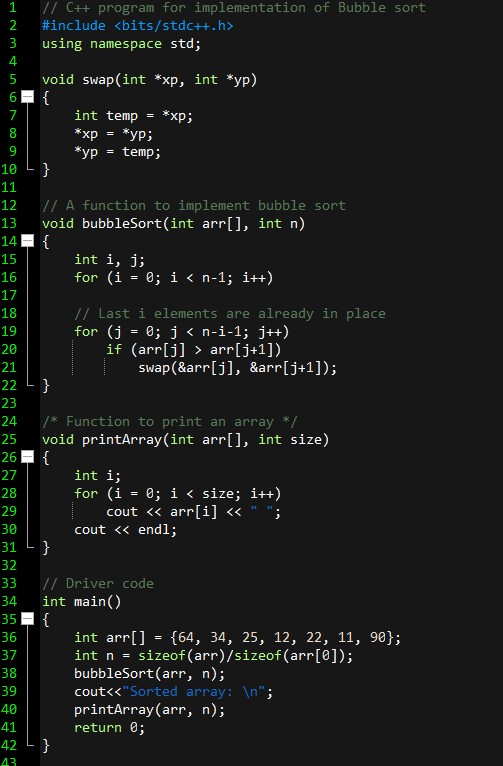 1 // C++ program for implementation of Bubble sort
2 #include <bits/stdc++.h>
3 using namespace std;
4
5 void swap(int *xp, int *yp)
6 {
7     int temp = *xp;
8     *xp = *yp;
9     *yp = temp;
10 }
11
12 // A function to implement bubble sort
13 void bubbleSort(int arr[], int n)
14 {
15     int i, j;
16     for (i = 0; i < n-1; i++)
17
18     // Last i elements are already in place
19     for (j = 0; j < n-i-1; j++)
20         if (arr[j] > arr[j+1])
21             swap(&arr[j], &arr[j+1]);
22 }
23
24 /* Function to print an array */
25 void printArray(int arr[], int size)
26 {
27     int i;
28     for (i = 0; i < size; i++)
29         cout << arr[i] << " ";
30     cout << endl;
31 }
32
33 // Driver code
34 int main()
35 {
36     int arr[] = {64, 34, 25, 12, 22, 11, 90};
37     int n = sizeof(arr)/sizeof(arr[0]);
38     bubbleSort(arr, n);
39     cout<<"Sorted array: \n";
40     printArray(arr, n);
41     return 0;
42 }
43